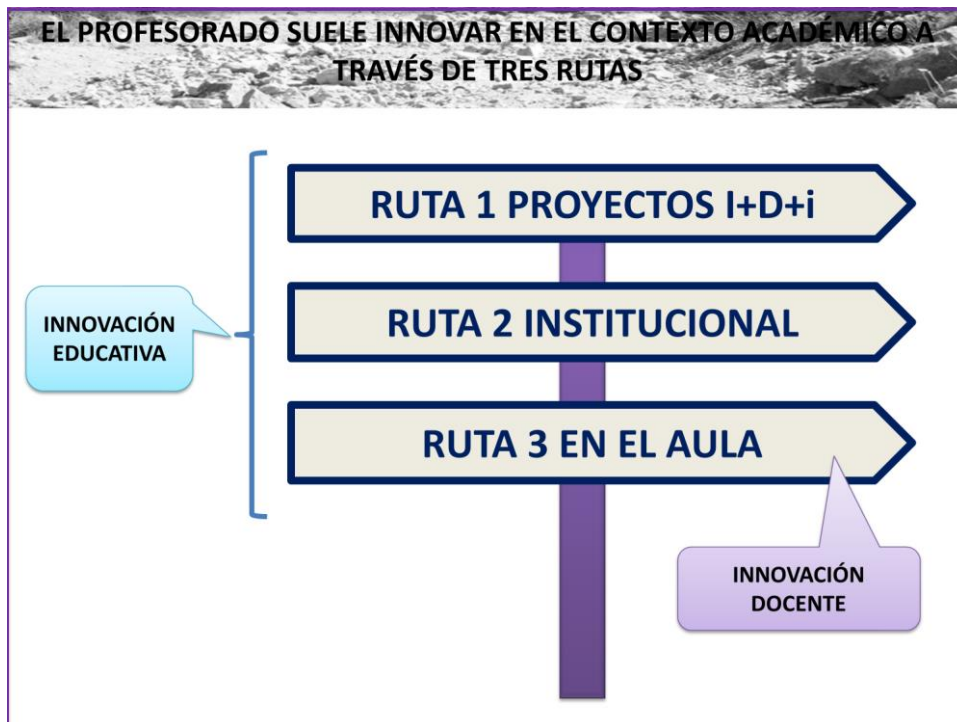 EL PROFESORADO SUELE INNOVAR EN EL CONTEXTO ACADÉMICO A
TRAVÉS DE TRES RUTAS
RUTA 1 PROYECTOS I+D+i
INNOVACIÓN
EDUCATIVA
RUTA 2 INSTITUCIONAL
RUTA 3 EN EL AULA
INNOVACIÓN
DOCENTE